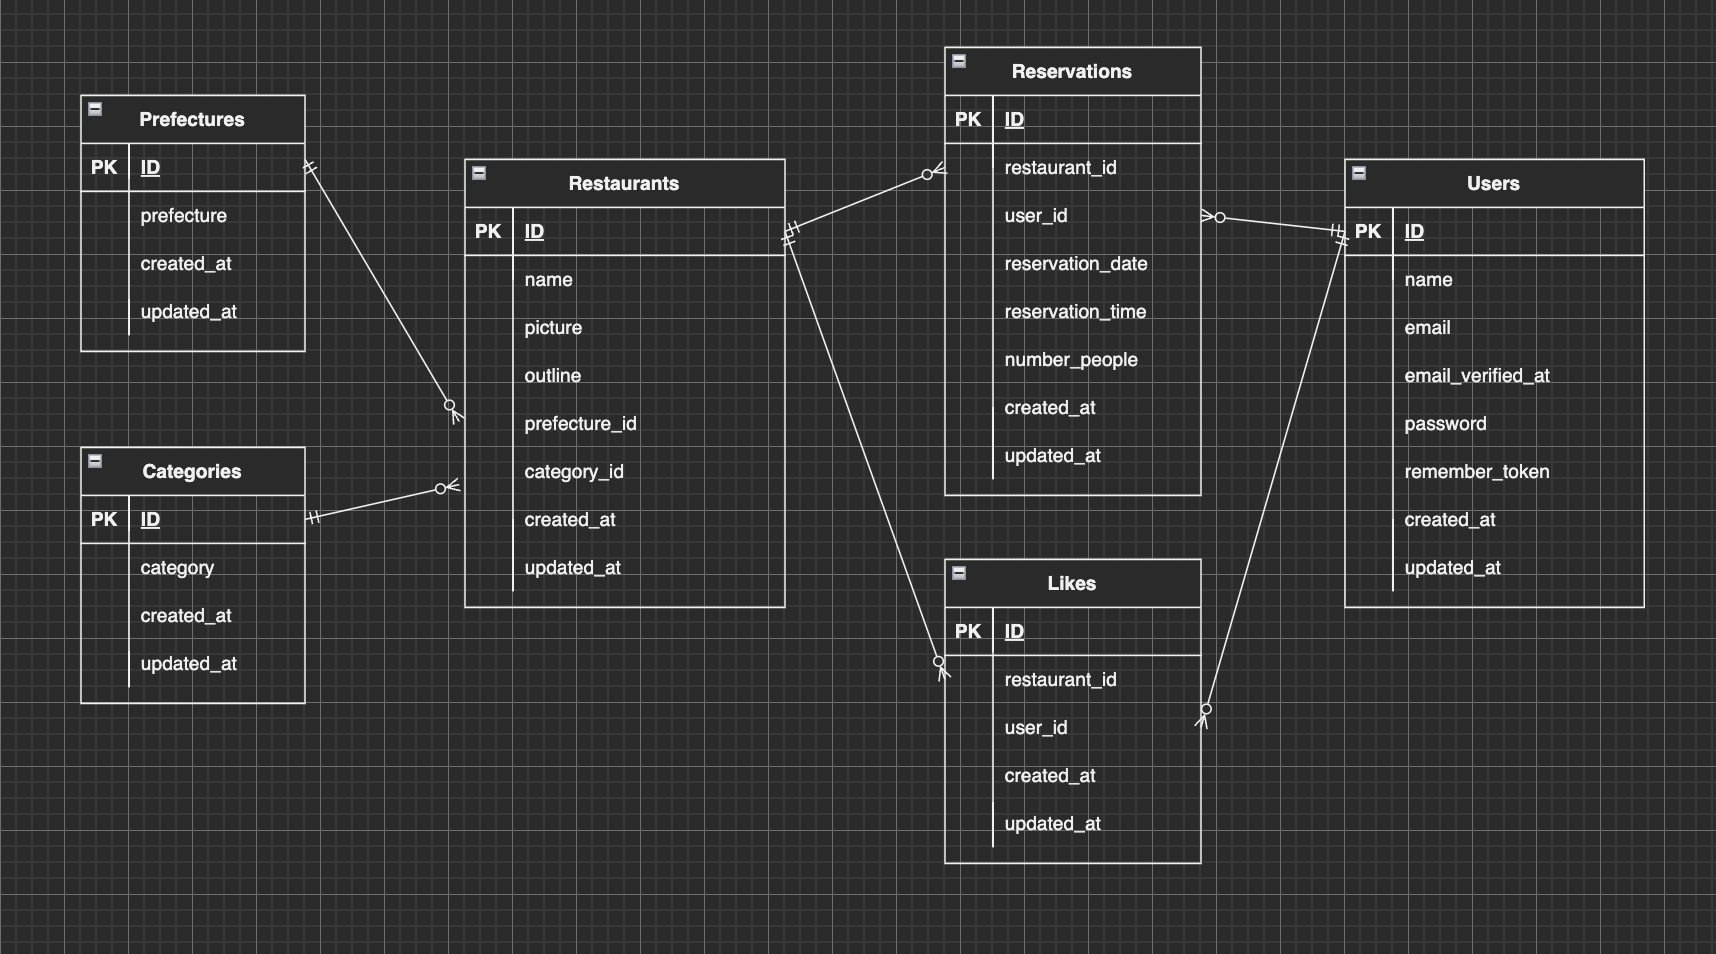 Prefectures
PK ID
prefecture
created_at
updated_at
Categories
PK ID
category
created_at
updated_at
Restaurants
PK ID
name
picture
outline
prefecture_id
category_id
created_at
updated_at
Reservations
PK ID
restaurant_id
user_id
reservation_date
reservation_time
number_people
created_at
updated_at
Likes
PK ID
restaurant_id
user_id
created_at
updated_at
Users
PK ID
name
email
email_verified_at
password
remember_token
created_at
updated_at